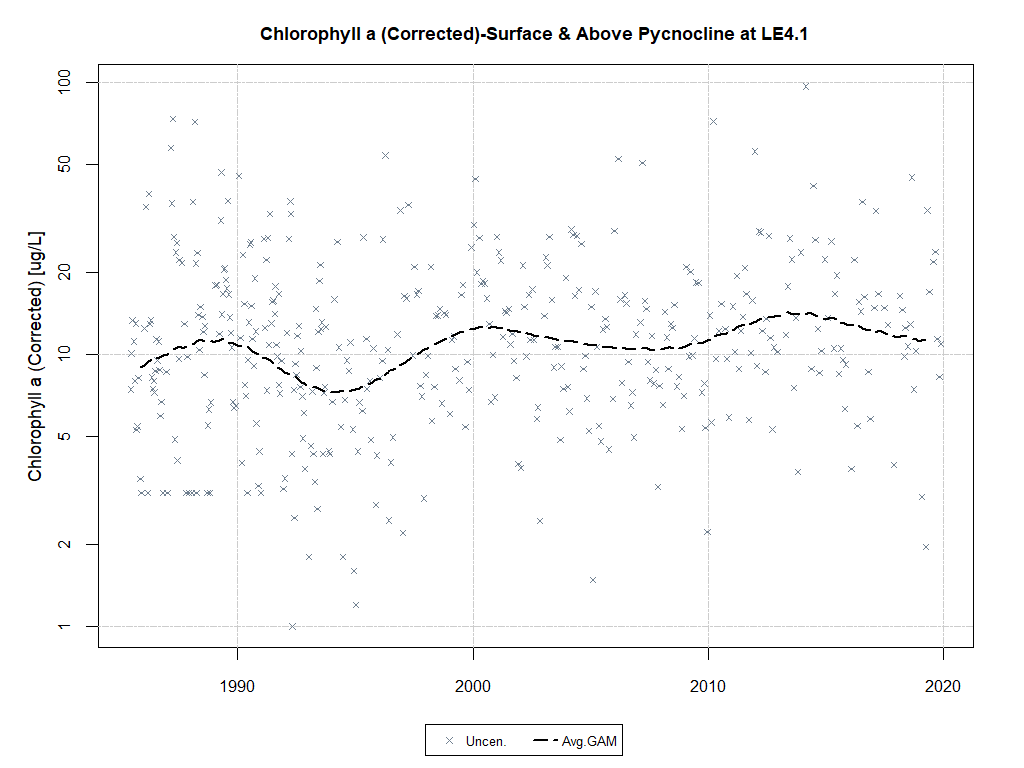 Chlorophyll a (Corrected)-Surface & Above Pycnocline at LE4.1
Chlorophyll a (Corrected) [ug/L]
100
50
20
10
5
2
1
1990 2000 2010 2020
Uncen. Avg.GAM